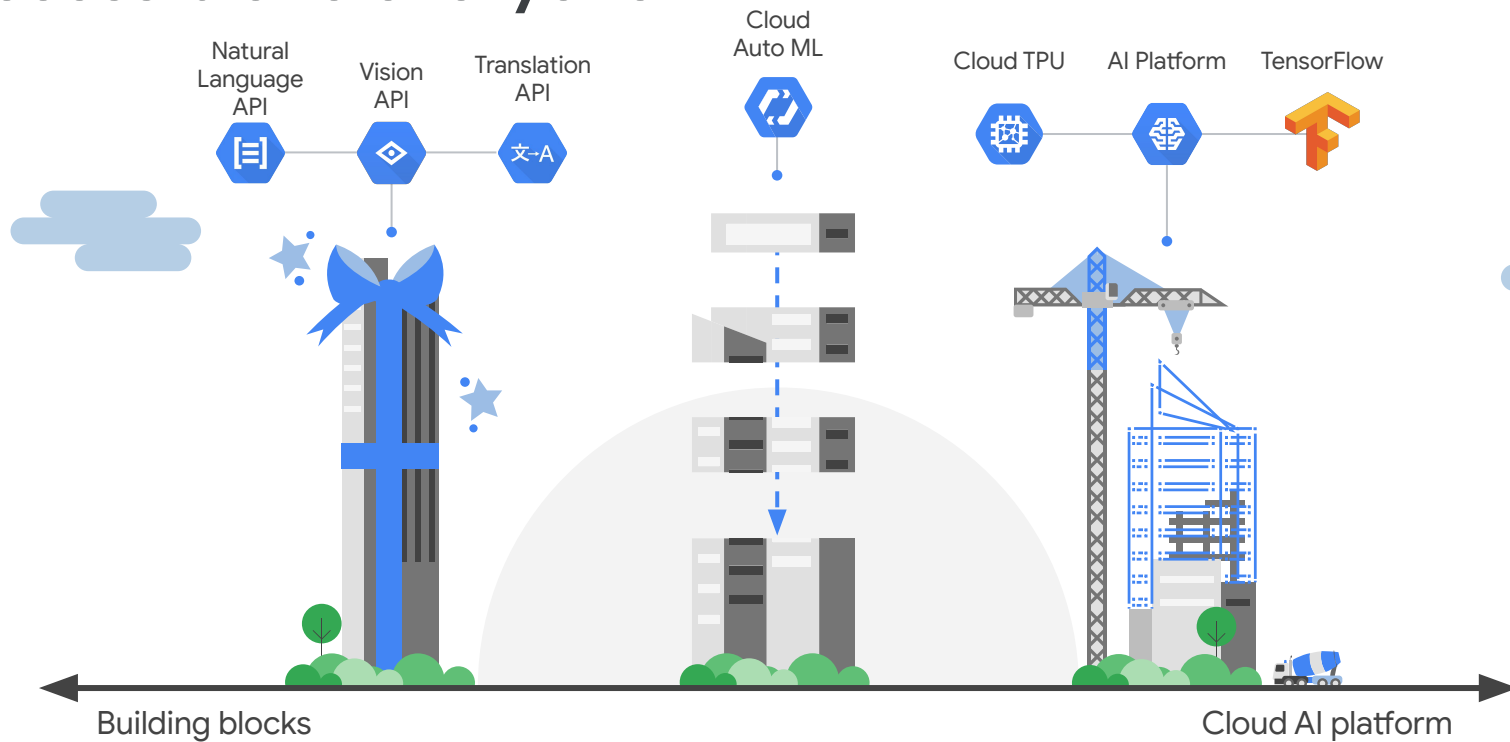 Cloud
Auto ML
Natural
Language
API
Vision
API
Translation
API
Cloud TPU
AI Platform
TensorFlow
文→A
Building blocks
Cloud AI platform